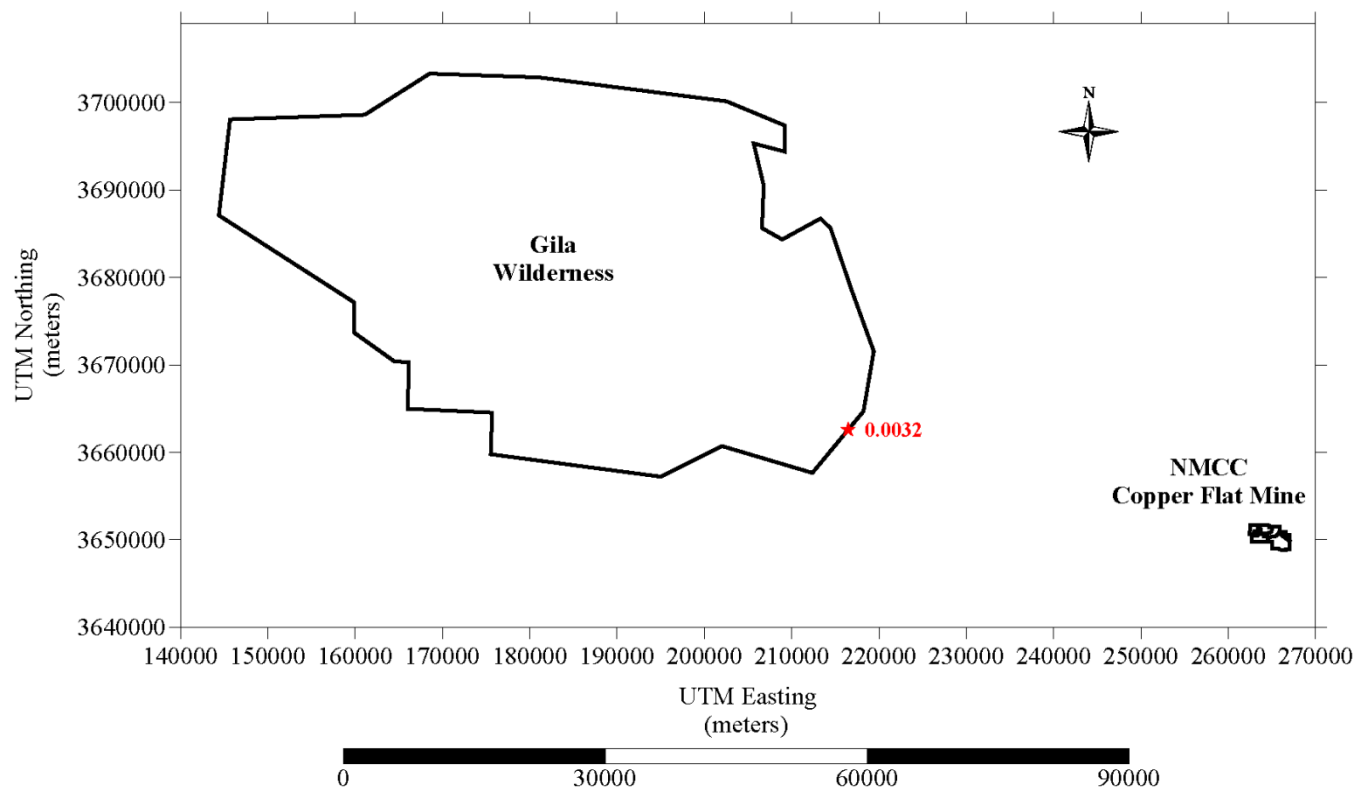 N
3700000
3690000
3680000
3670000
3660000
3650000
3640000
UTM Northing
(meters)
Gila
Wilderness
0.0032
NMCC
Copper Flat Mine
140000 150000 160000 170000 180000 190000 200000 210000 220000 230000 240000 250000 260000 270000
UTM Easting
(meters)
0 30000 60000 90000